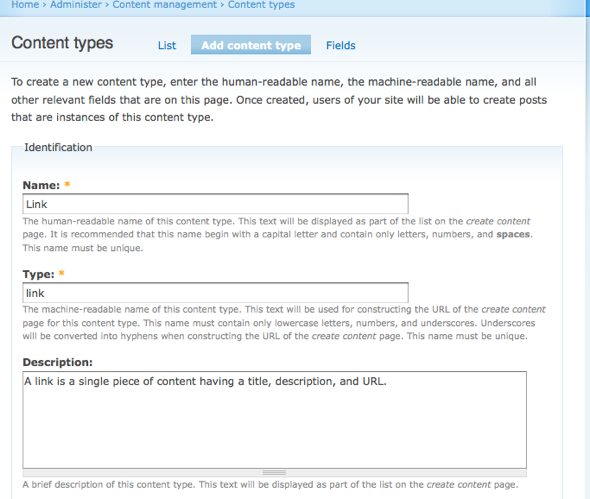 Home › Administer › Content management › Content types
Content types List Add content type Fields
To create a new content type, enter the human-readable name, the machine-readable name, and all
other relevant fields that are on this page. Once created, users of your site will be able to create posts
that are instances of this content type.
Identification
Name: *
Link
The human-readable name of this content type. This text will be displayed as part of the list on the create content
page. It is recommended that this name begin with a capital letter and contain only letters, numbers, and spaces.
This name must be unique.
Type: *
link
The machine-readable name of this content type. This text will be used for constructing the URL of the create content
page for this content type. This name must contain only lowercase letters, numbers, and underscores. Underscores
will be converted into hyphens when constructing the URL of the create content page. This name must be unique.
Description:
A link is a single piece of content having a title, description, and URL.
A brief description of this content type. This text will be displayed as part of the list on the create content page.